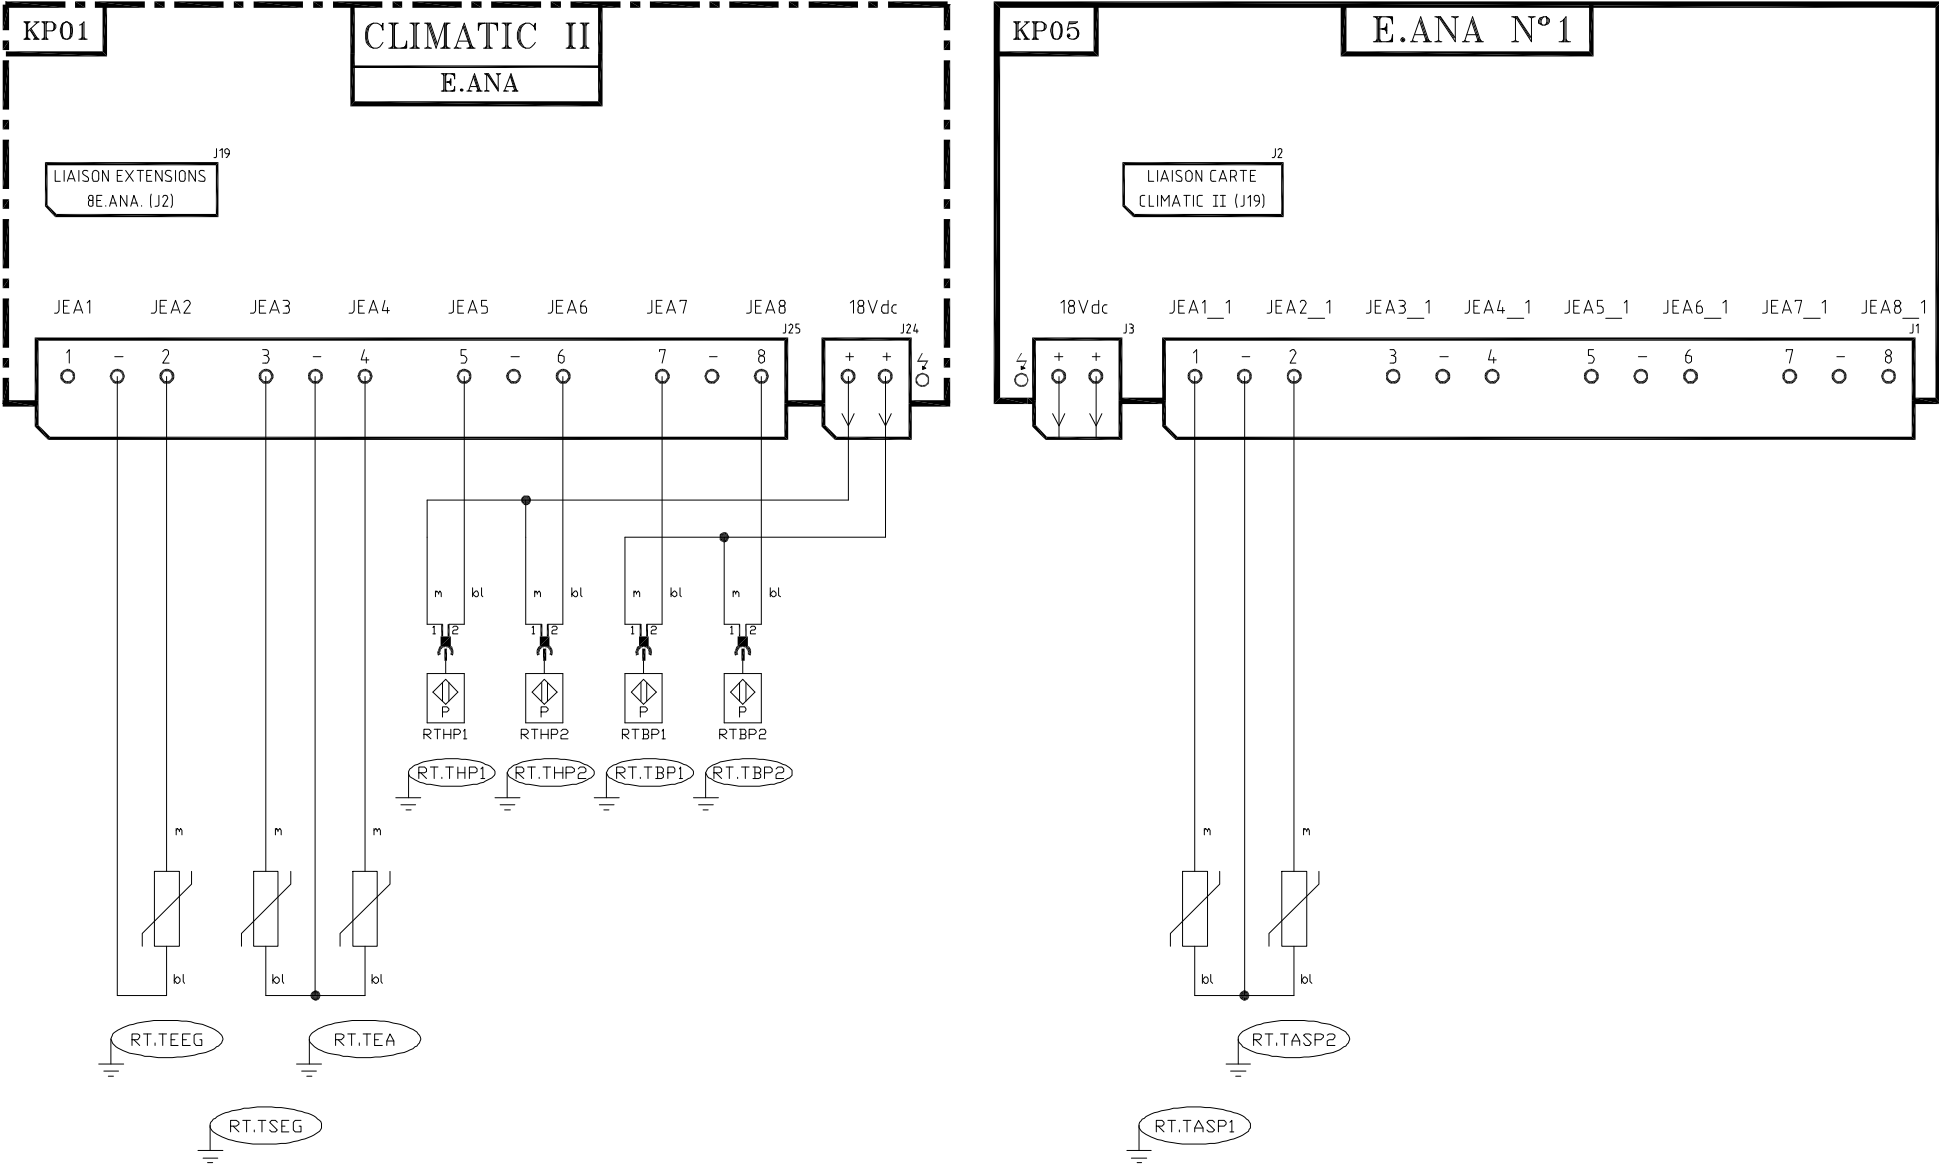 KP01
CLIMATIC II
E.ANA
J19
LIAISON EXTENSIONS
8E.ANA. (J2)
JEA1 JEA2 JEA3 JEA4 JEA5 JEA6 JEA7 JEA8 18Vdc
J25 J24
1 – 2 3 – 4 5 – 6 7 – 8 + +
m bl m bl m bl m bl
1 2 1 2 1 2 1 2
P P P P
RTHP1 RTHP2 RTBP1 RTBP2
RT.THP1 RT.THP2 RT.TBP1 RT.TBP2
m m m
bl bl bl
RT.TEEG RT.TEA
RT.TSEG
KP05
E.ANA N°1
J2
LIAISON CARTE
CLIMATIC II (J19)
18Vdc JEA1_1 JEA2_1 JEA3_1 JEA4_1 JEA5_1 JEA6_1 JEA7_1 JEA8_1
J3 J1
+ + 1 – 2 3 – 4 5 – 6 7 – 8
m m
bl bl
RT.TASP2
RT.TASP1